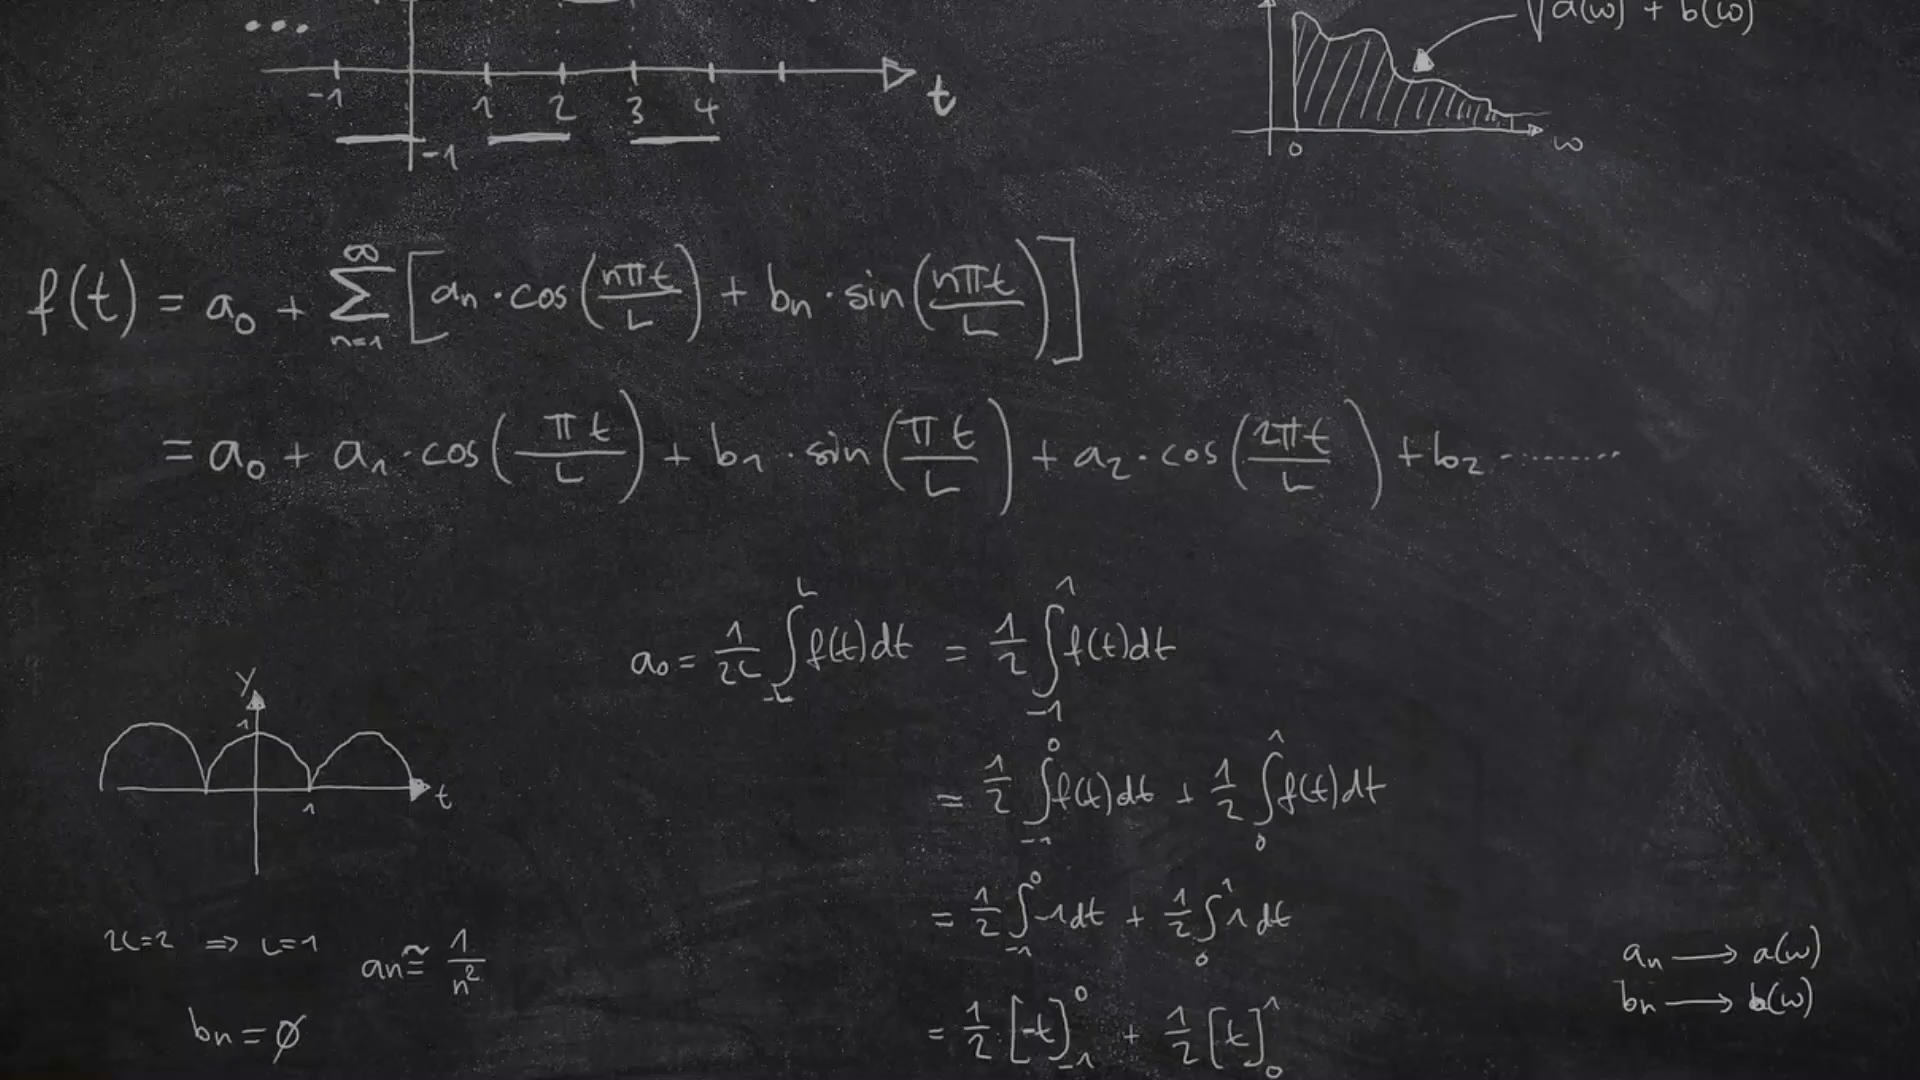 ...
-1 1 2 3 4 t
-1
√a(ω) + b(ω)
0 ω
f(t) = a₀ + ∑ₙ₌₁^∞ [aₙ · cos(nπt/L) + bₙ · sin(nπt/L)]
= a₀ + a₁ · cos(πt/L) + b₁ · sin(πt/L) + a₂ · cos(2πt/L) + b₂ ........
a₀ = 1/2L ∫₋L^L f(t)dt = 1/2 ∫₋₁^1 f(t)dt
y
1
1 t
= 1/2 ∫₋₁^0 f(t)dt + 1/2 ∫₀^1 f(t)dt
= 1/2 ∫₋₁^0 -1dt + 1/2 ∫₀^1 1dt
2L=2 ⇒ L=1 aₙ ≅ 1/n²
aₙ → a(ω)
bₙ → b(ω)
bₙ = ∅
= 1/2 [-t]₋₁^0 + 1/2 [t]₀^1